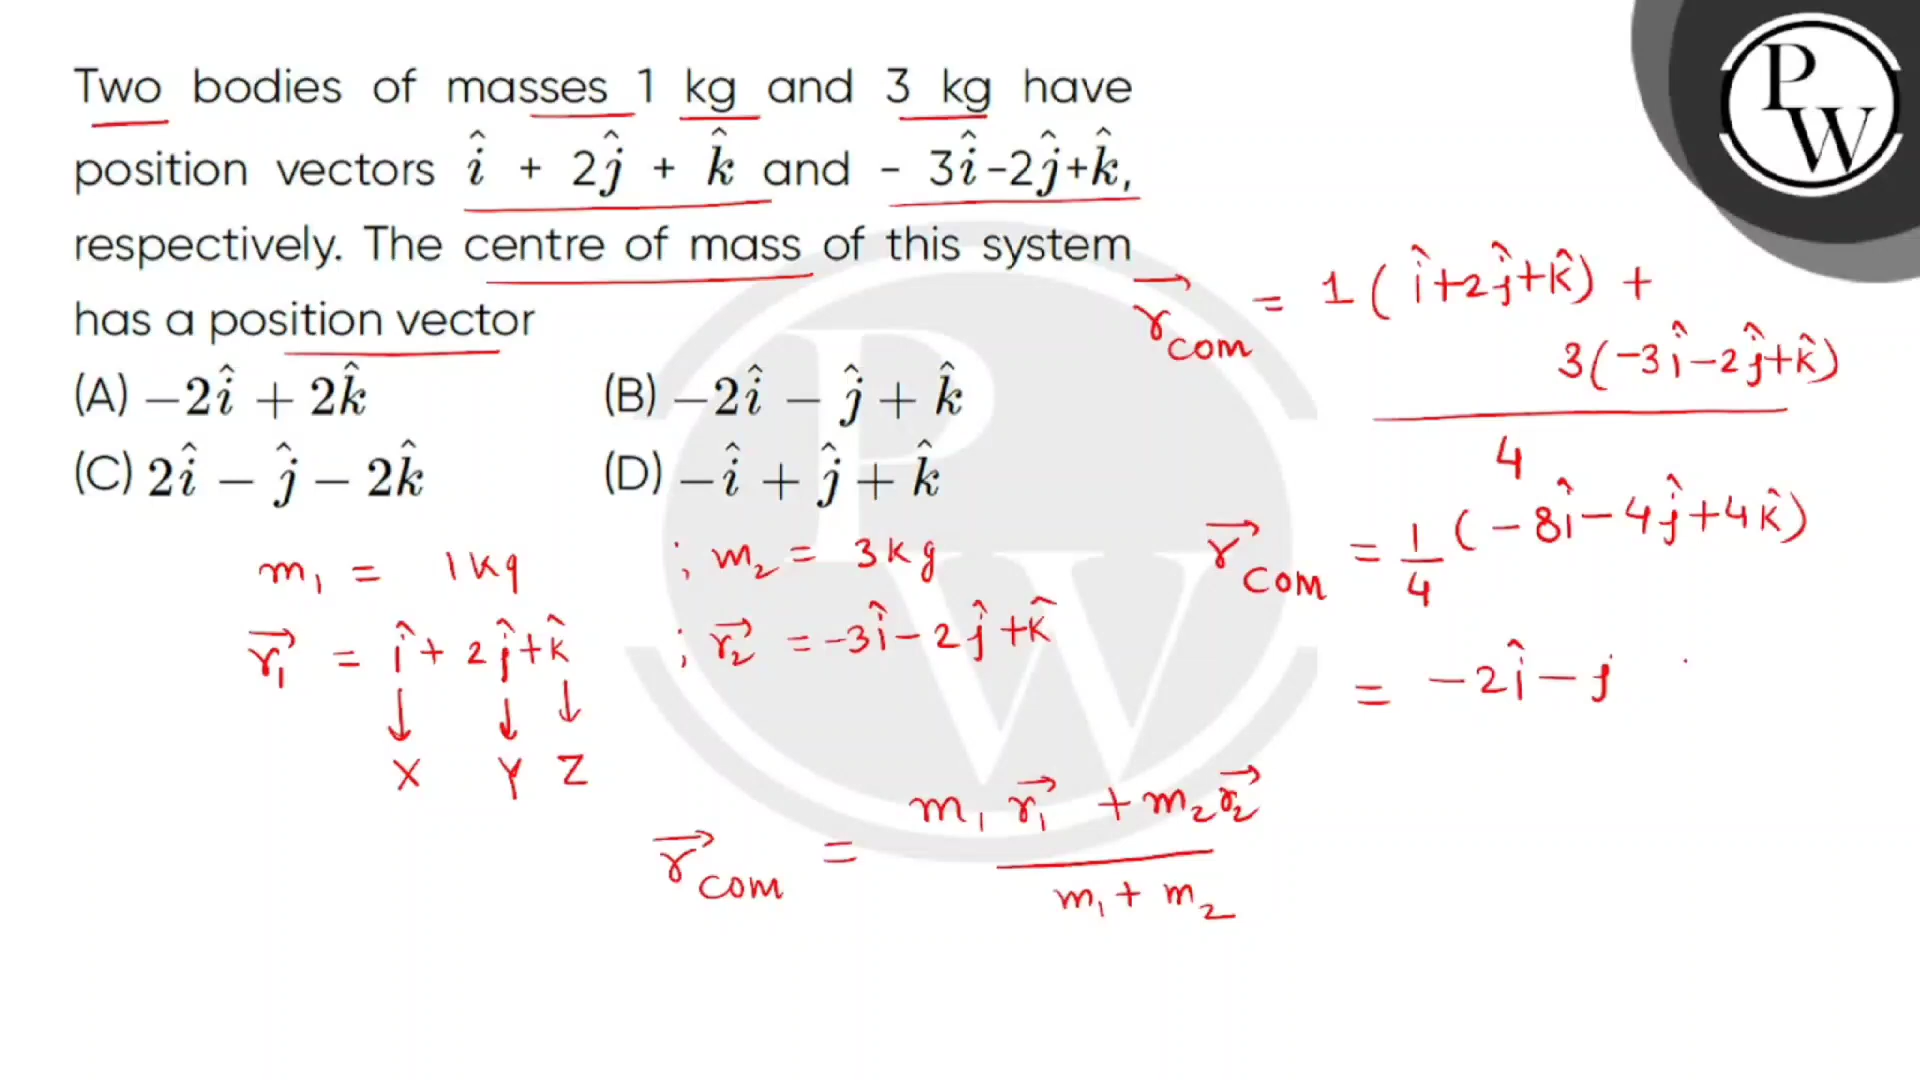 Two bodies of masses 1 kg and 3 kg have
position vectors î + 2ĵ + k̂ and - 3î-2ĵ+k̂,
respectively. The centre of mass of this system
has a position vector
(A) −2î + 2k̂
(B) −2î − ĵ + k̂
(C) 2î − ĵ − 2k̂
(D) −î + ĵ + k̂
m₁ = 1kg ; m₂ = 3kg
r⃗₁ = î + 2ĵ+k̂ ; r⃗₂ = -3î-2ĵ+k̂
↓ ↓ ↓
X Y Z
r⃗com = m₁ r⃗₁ + m₂r⃗₂
m₁ + m₂
r⃗com = 1(î+2ĵ+k̂) +
3(-3î-2ĵ+k̂)
4
r⃗com = 1/4 (-8î-4ĵ+4k̂)
= -2î-j
PW
PW